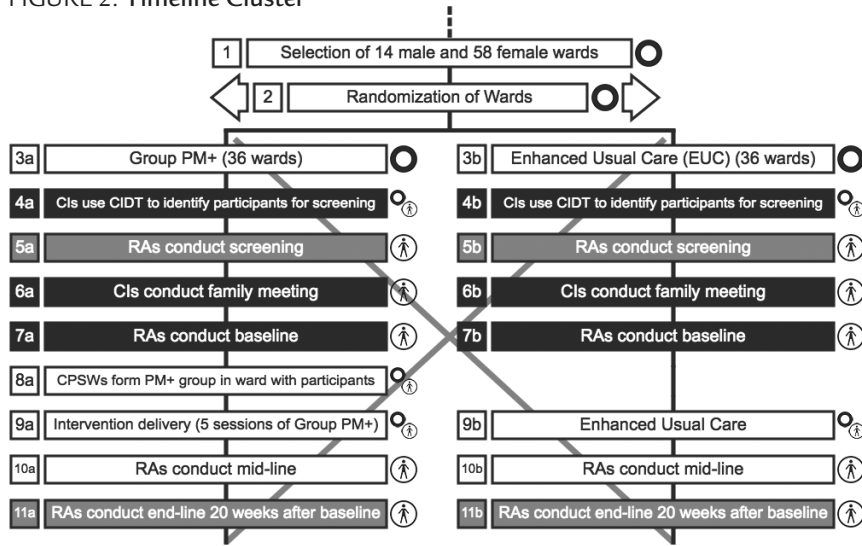 FIGURE 2: Timeline Cluster
1 Selection of 14 male and 58 female wards
2 Randomization of Wards
3a Group PM+ (36 wards) 3b Enhanced Usual Care (EUC) (36 wards)
4a CIs use CIDT to identify participants for screening 4b CIs use CIDT to identify participants for screening
5a RAs conduct screening 5b RAs conduct screening
6a CIs conduct family meeting 6b CIs conduct family meeting
7a RAs conduct baseline 7b RAs conduct baseline
8a CPSWs form PM+ group in ward with participants
9a Intervention delivery (5 sessions of Group PM+) 9b Enhanced Usual Care
10a RAs conduct mid-line 10b RAs conduct mid-line
11a RAs conduct end-line 20 weeks after baseline 11b RAs conduct end-line 20 weeks after baseline